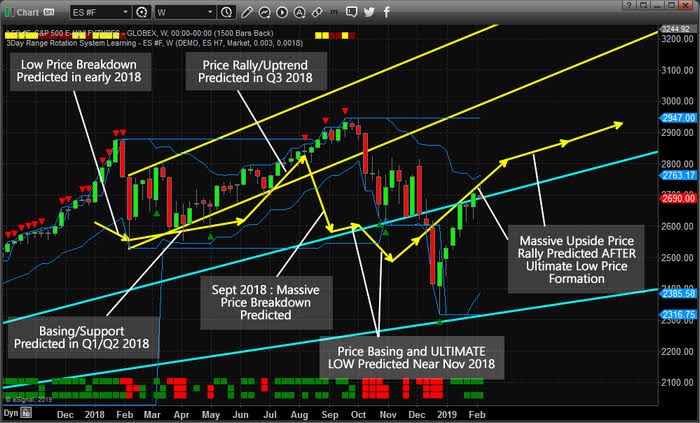 Chart
ES #F
W
T
ES #F, S&P 500 E-MINI FUTURES - GLOBEX, W, 00:00-00:00 (1500 Bars Back)
3Day Range Rotation System Learning - ES #F, W (DEMO, ES H7, Market, 0.003, 0.0018)
Low Price Breakdown
Predicted in early 2018
Price Rally/Uptrend
Predicted in Q3 2018
3244.92
3200.00
3100.00
3000.00
2947.00
2900.00
2800.00
2763.17
2700.00
2690.00
2600.00
2500.00
2400.00
2385.58
2316.75
2300.00
2200.00
2100.00
Massive Upside Price
Rally Predicted AFTER
Ultimate Low Price
Formation
Sept 2018 : Massive
Price Breakdown
Predicted
Basing/Support
Predicted in Q1/Q2 2018
Price Basing and ULTIMATE
LOW Predicted Near Nov 2018
© eSignal, 2019
Dyn
Dec 2018 Feb Mar Apr May Jun Jul Aug Sep Oct Nov Dec 2019 Feb